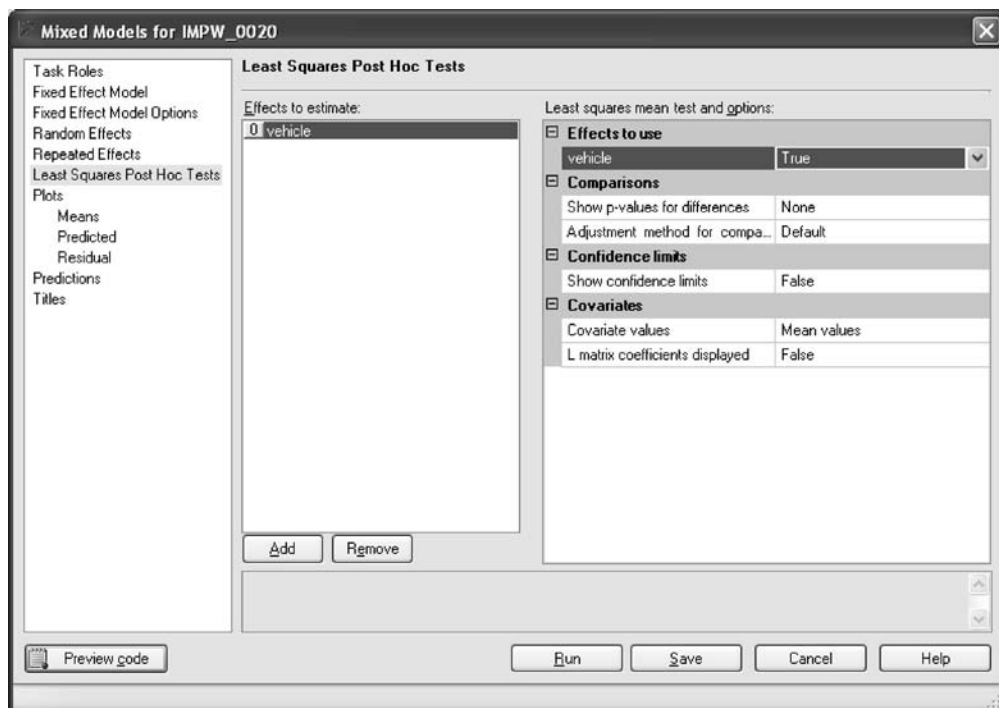 Mixed Models for IMPW_0020
Task Roles
Fixed Effect Model
Fixed Effect Model Options
Random Effects
Repeated Effects
Least Squares Post Hoc Tests
Plots
Means
Predicted
Residual
Predictions
Titles
Least Squares Post Hoc Tests
Effects to estimate:
0 vehicle
Add Remove
Least squares mean test and options:
Effects to use
vehicle True
Comparisons
Show p-values for differences None
Adjustment method for compa... Default
Confidence limits
Show confidence limits False
Covariates
Covariate values Mean values
L matrix coefficients displayed False
Preview code Run Save Cancel Help